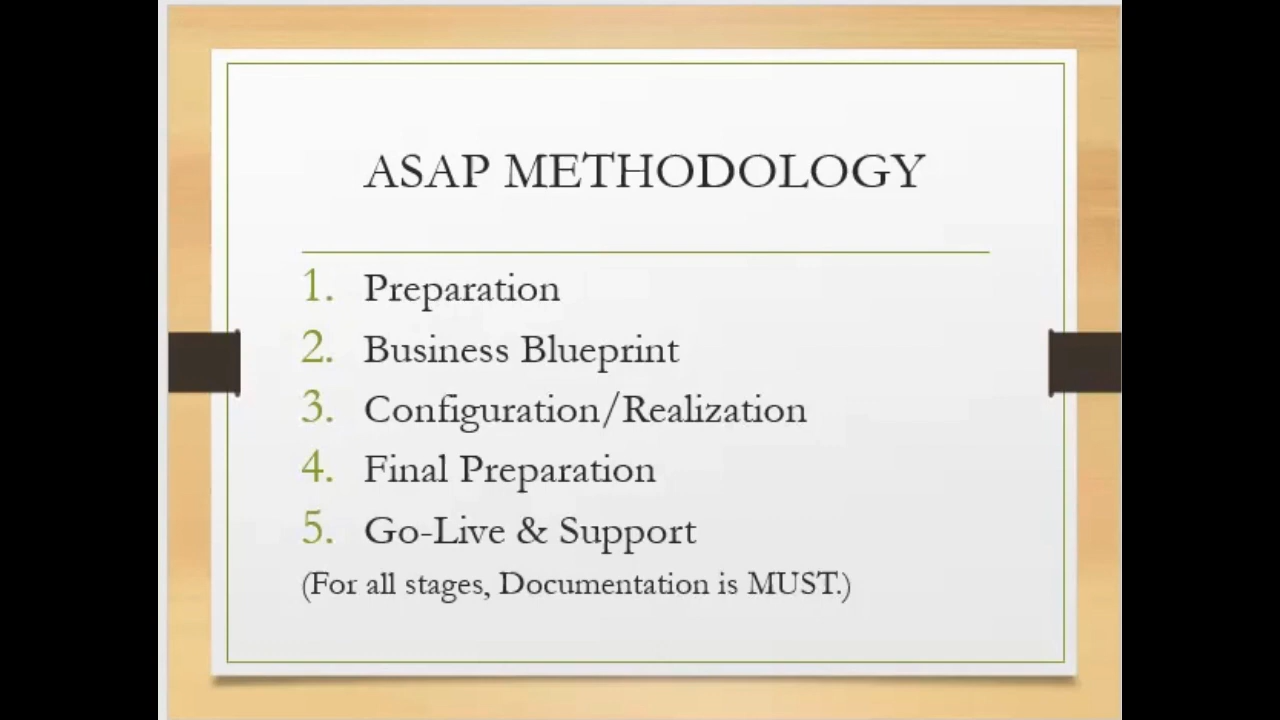 ASAP METHODOLOGY
1. Preparation
2. Business Blueprint
3. Configuration/Realization
4. Final Preparation
5. Go-Live & Support
(For all stages, Documentation is MUST.)